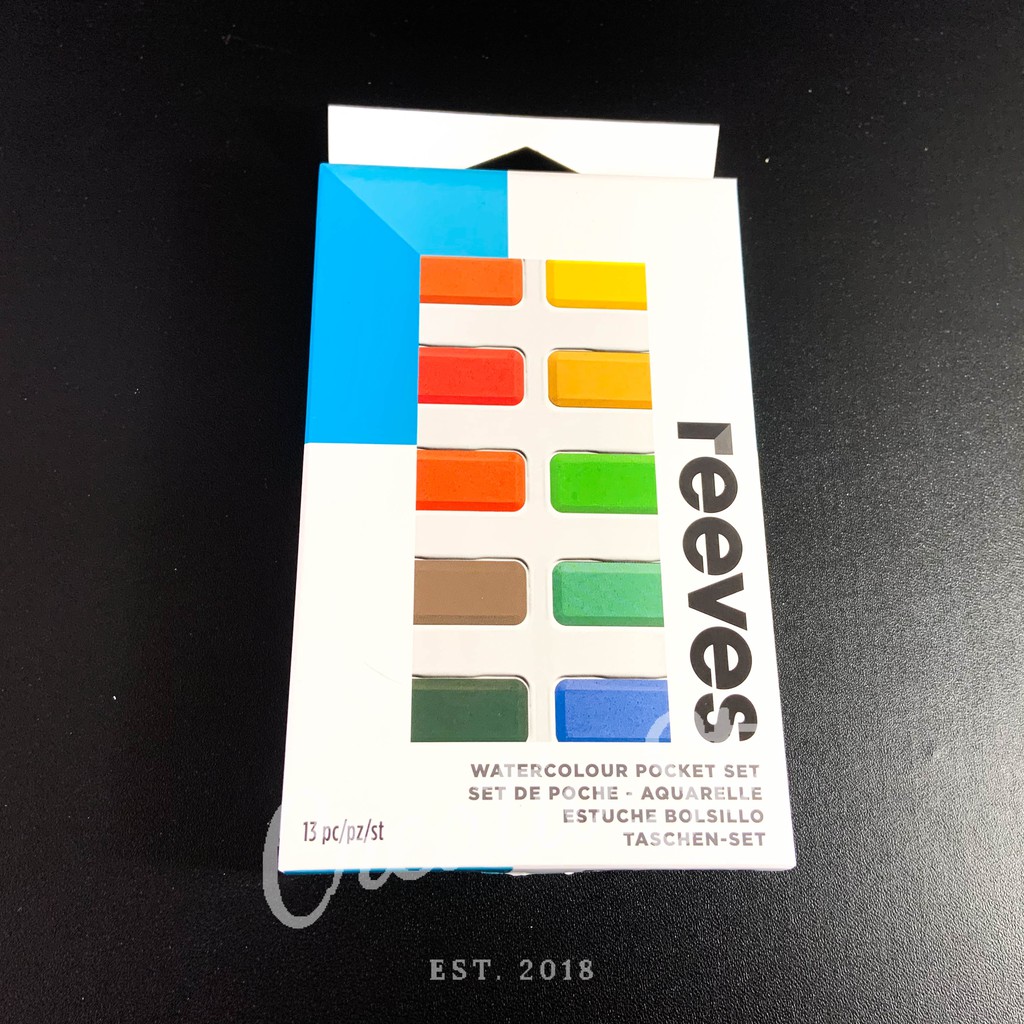 reeves
WATERCOLOUR POCKET SET
SET DE POCHE - AQUARELLE
ESTUCHE BOLSILLO
TASCHEN-SET
13 pc/pz/st
EST. 2018